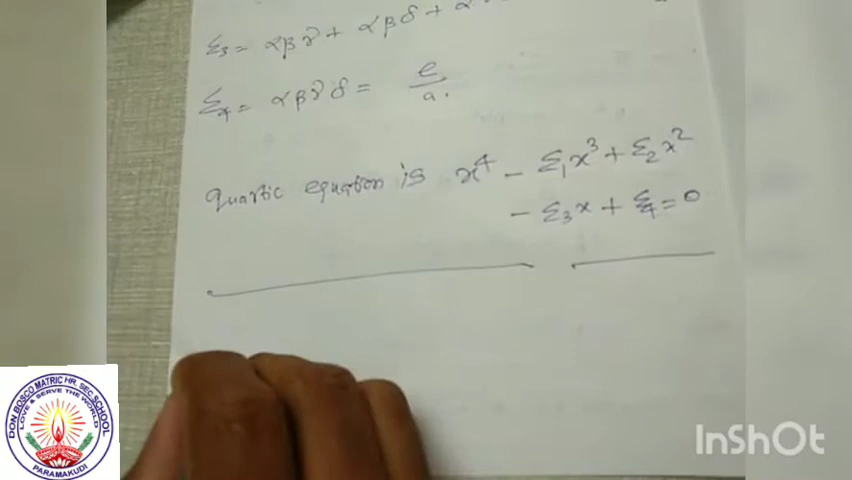 Σ₃ = αβγ + αβδ + α
Σ₄ = αβγδ = e/a.
Quartic equation is x⁴ - Σ₁x³ + Σ₂x²
- Σ₃x + Σ₄ = 0
DON BOSCO MATRIC HR. SEC. SCHOOL
LOVE & SERVE THE WORLD
PARAMAKUDI
InShOt